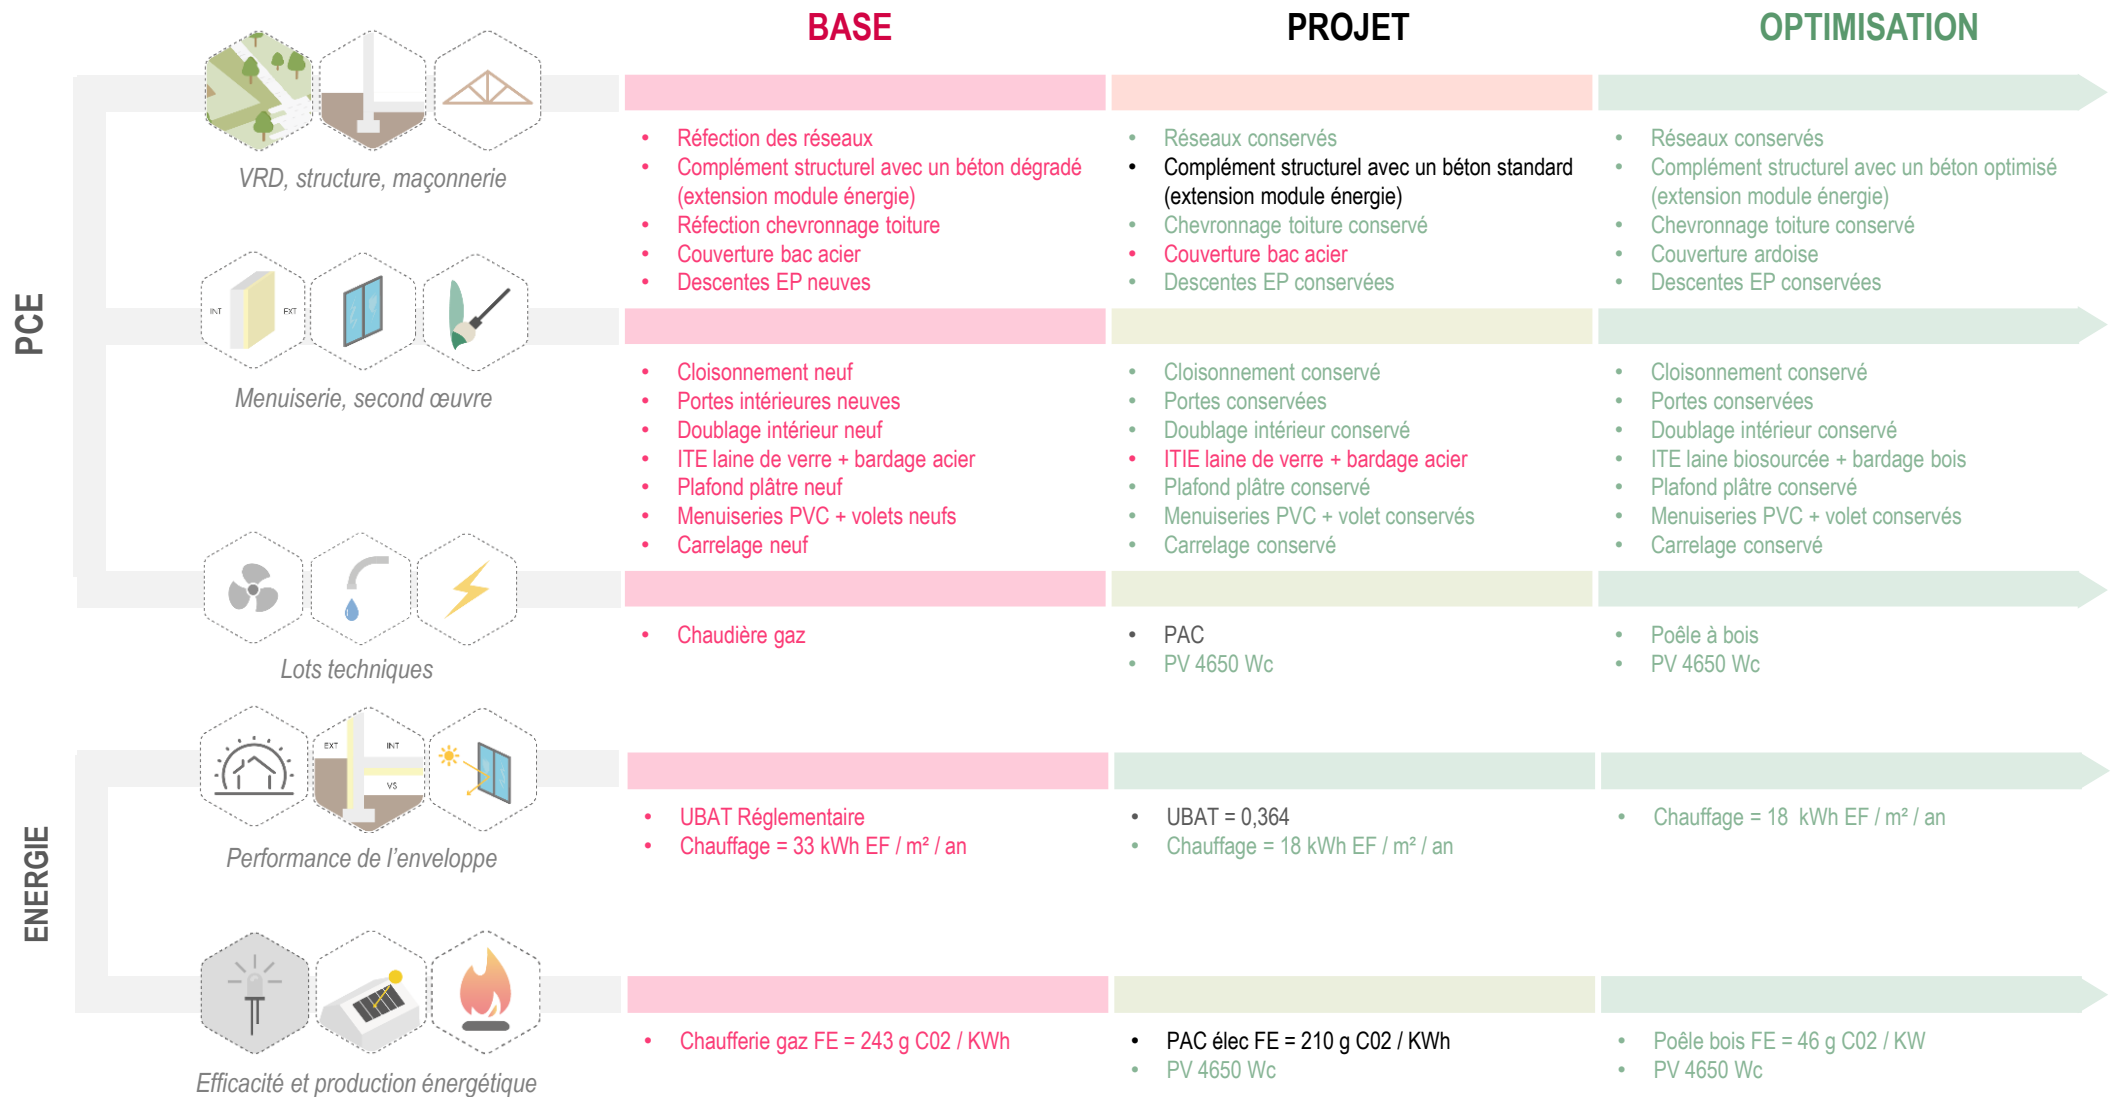 BASE
PROJET
OPTIMISATION
PCE
VRD, structure, maçonnerie
• Réfection des réseaux
• Complément structurel avec un béton dégradé
(extension module énergie)
• Réfection chevronnage toiture
• Couverture bac acier
• Descentes EP neuves
• Réseaux conservés
• Complément structurel avec un béton standard
(extension module énergie)
• Chevronnage toiture conservé
• Couverture bac acier
• Descentes EP conservées
• Réseaux conservés
• Complément structurel avec un béton optimisé
(extension module énergie)
• Chevronnage toiture conservé
• Couverture ardoise
• Descentes EP conservées
INT
EXT
Menuiserie, second œuvre
• Cloisonnement neuf
• Portes intérieures neuves
• Doublage intérieur neuf
• ITE laine de verre + bardage acier
• Plafond plâtre neuf
• Menuiseries PVC + volets neufs
• Carrelage neuf
• Cloisonnement conservé
• Portes conservées
• Doublage intérieur conservé
• ITIE laine de verre + bardage acier
• Plafond plâtre conservé
• Menuiseries PVC + volet conservés
• Carrelage conservé
• Cloisonnement conservé
• Portes conservées
• Doublage intérieur conservé
• ITE laine biosourcée + bardage bois
• Plafond plâtre conservé
• Menuiseries PVC + volet conservés
• Carrelage conservé
Lots techniques
• Chaudière gaz
• PAC
• PV 4650 Wc
• Poêle à bois
• PV 4650 Wc
ENERGIE
EXT
INT
VS
Performance de l'enveloppe
• UBAT Réglementaire
• Chauffage = 33 kWh EF / m² / an
• UBAT = 0,364
• Chauffage = 18 kWh EF / m² / an
• Chauffage = 18 kWh EF / m² / an
Efficacité et production énergétique
• Chaufferie gaz FE = 243 g C02 / KWh
• PAC élec FE = 210 g C02 / KWh
• PV 4650 Wc
• Poêle bois FE = 46 g C02 / KW
• PV 4650 Wc